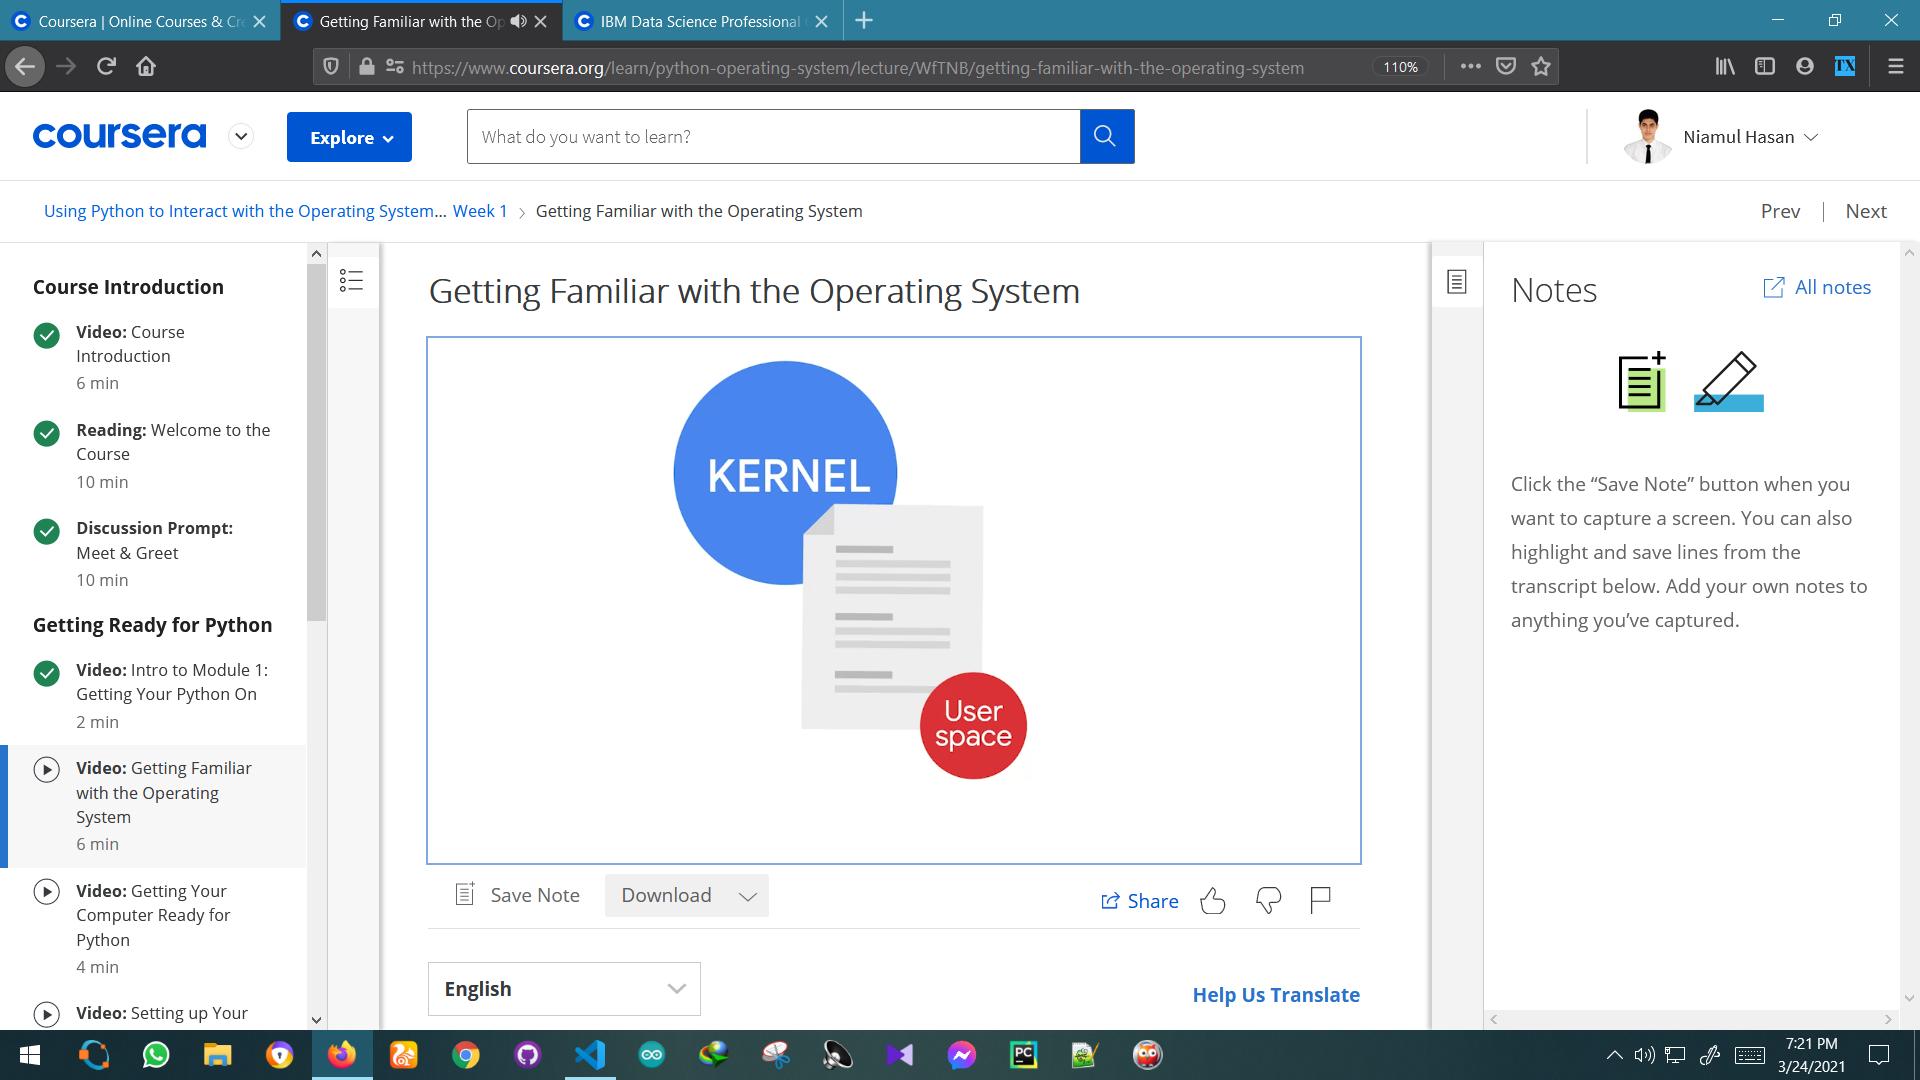 Coursera | Online Courses & Cr
Getting Familiar with the Op
IBM Data Science Professional
https://www.coursera.org/learn/python-operating-system/lecture/WfTNB/getting-familiar-with-the-operating-system
110%
TX
coursera
Explore
What do you want to learn?
Niamul Hasan
Using Python to Interact with the Operating System... Week 1 > Getting Familiar with the Operating System
Prev | Next
Course Introduction
Video: Course
Introduction
6 min
Reading: Welcome to the
Course
10 min
Discussion Prompt:
Meet & Greet
10 min
Getting Ready for Python
Video: Intro to Module 1:
Getting Your Python On
2 min
Video: Getting Familiar
with the Operating
System
6 min
Video: Getting Your
Computer Ready for
Python
4 min
Video: Setting up Your
Getting Familiar with the Operating System
KERNEL
User
space
Save Note
Download
Share
English
Help Us Translate
Notes
All notes
Click the “Save Note” button when you
want to capture a screen. You can also
highlight and save lines from the
transcript below. Add your own notes to
anything you’ve captured.
PC
7:21 PM
3/24/2021